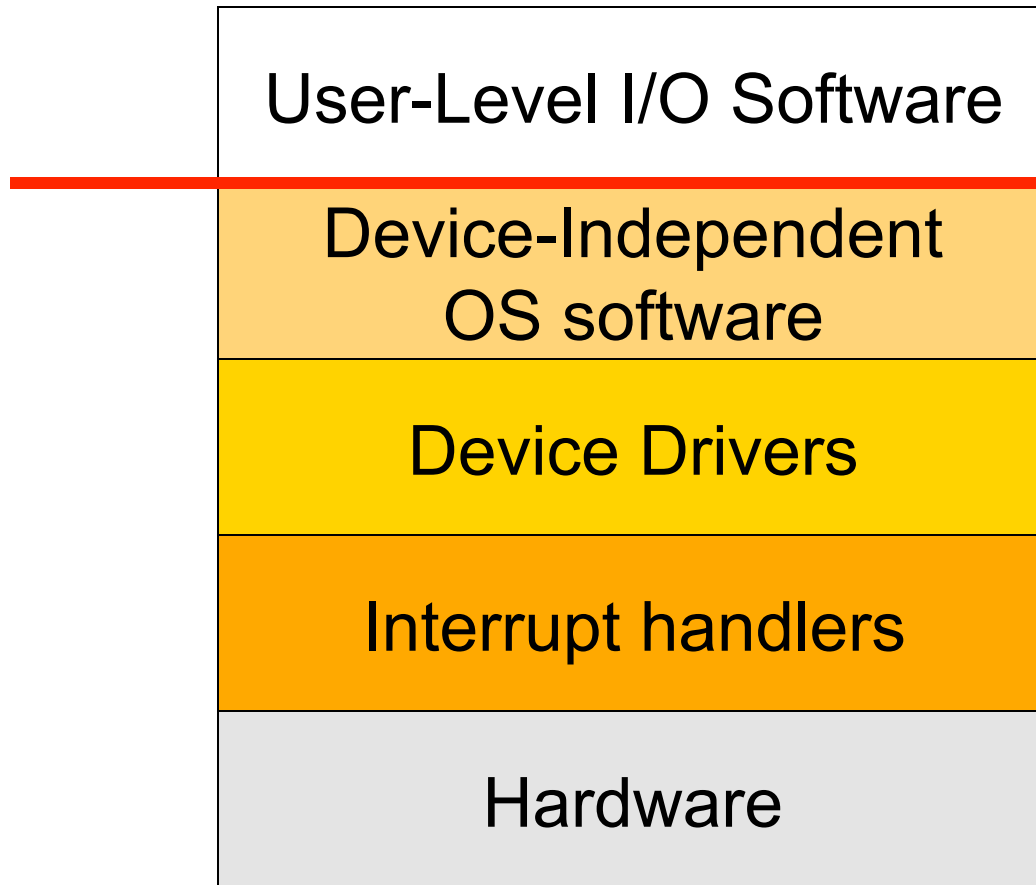 User-Level I/O Software
Device-Independent
OS software
Device Drivers
Interrupt handlers
Hardware